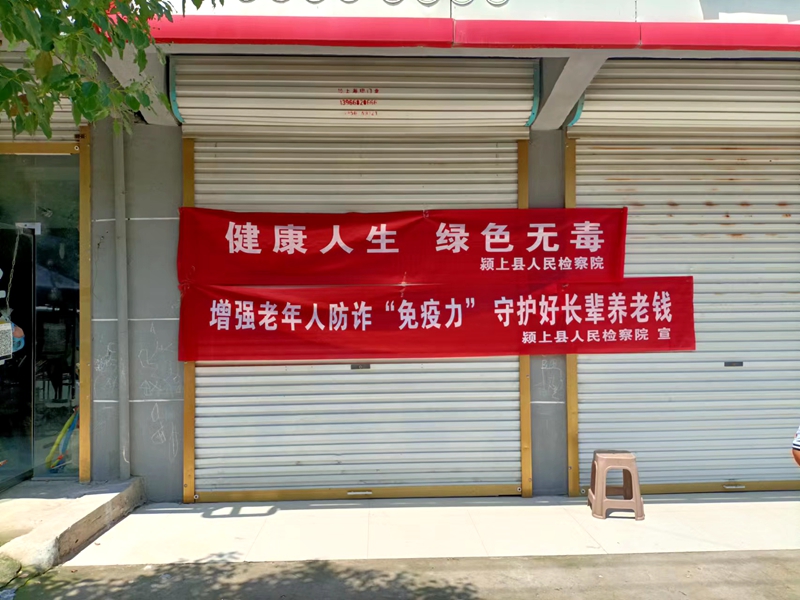 健康人生 绿色无毒
颍上县人民检察院
增强老年人防诈“免疫力” 守护好长辈养老钱
颍上县人民检察院 宣